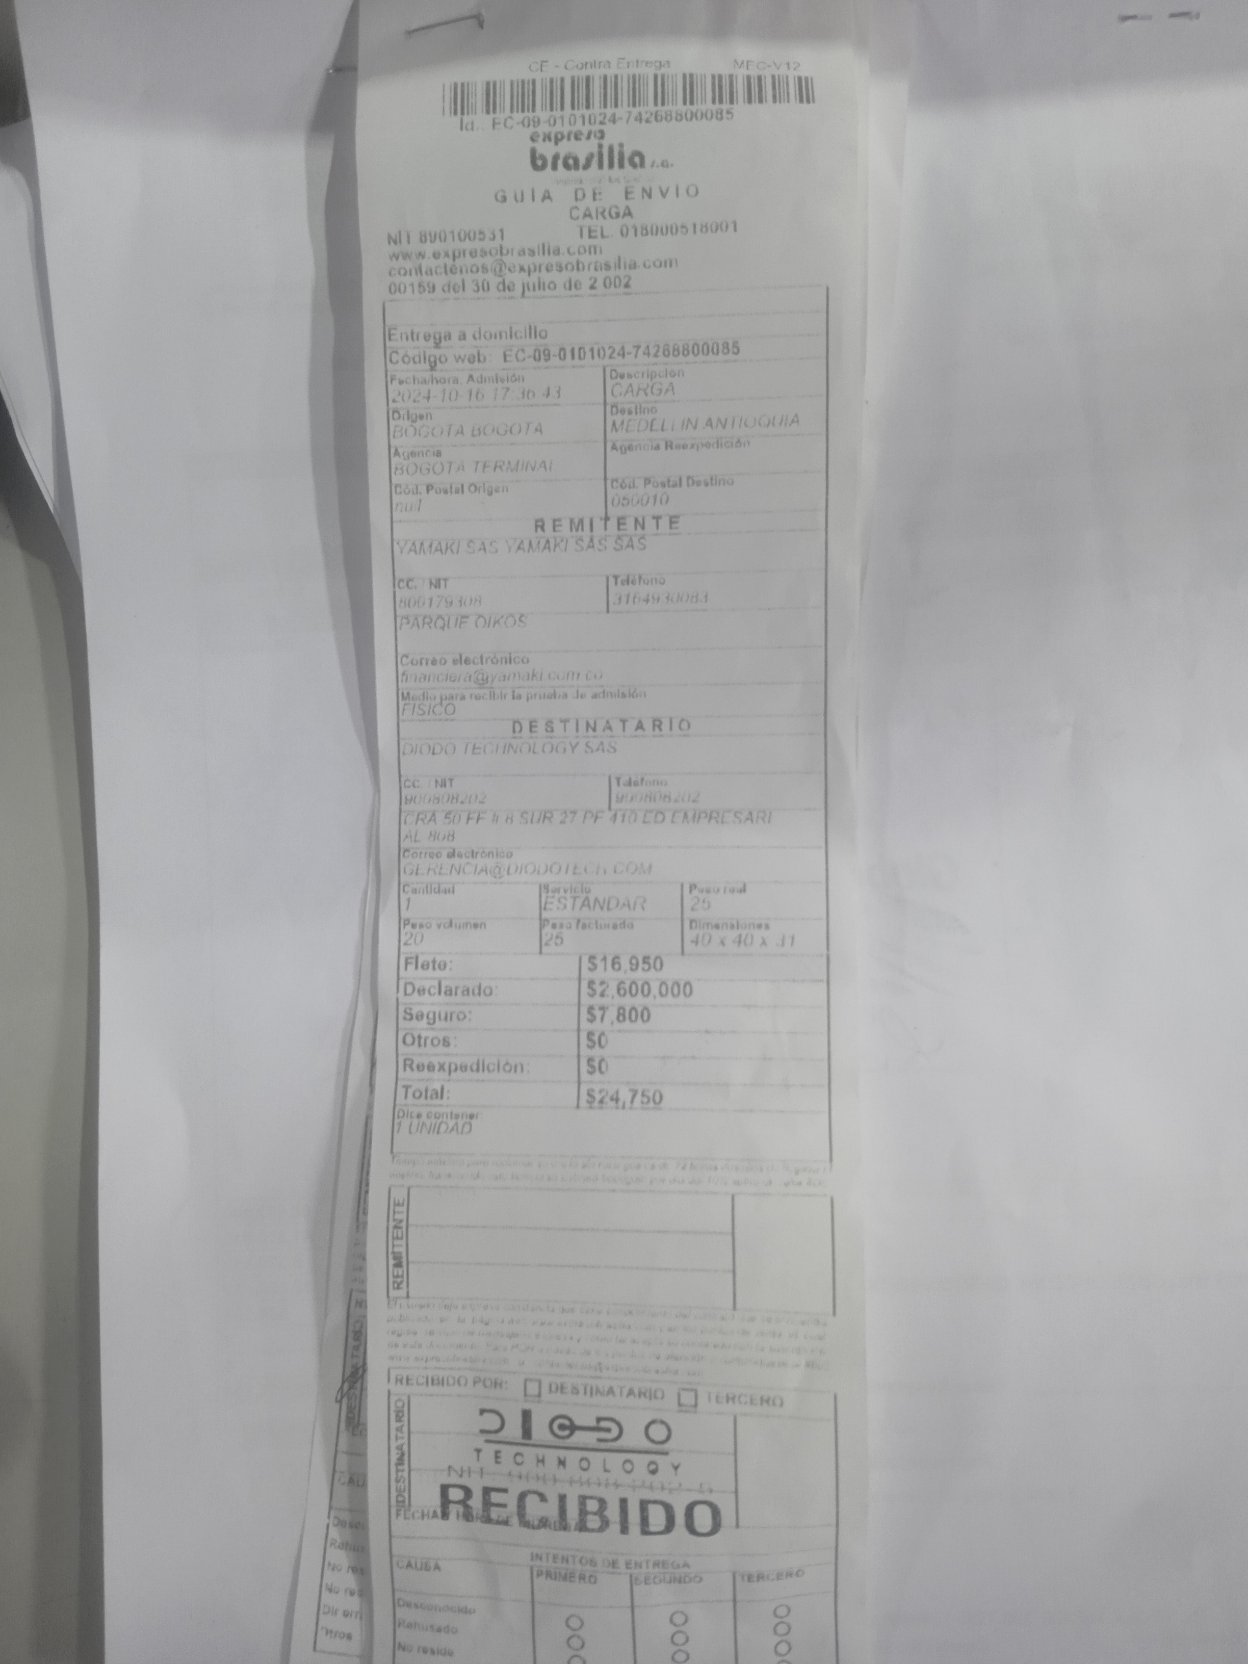 CE - Contra Entrega MEC-V12
Id.: EC-09-0101024-74268800085
expreso
brasilia s.a.
GUIA DE ENVIO
CARGA
NIT 890100531 TEL. 018000518001
www.expresobrasilia.com
contactenos@expresobrasilia.com
00159 del 30 de julio de 2 002
Entrega a domicilio
Código web: EC-09-0101024-74268800085
Fecha/hora. Admisión Descripción
2024-10-16 17:36:43 CARGA
Origen Destino
BOGOTA BOGOTA MEDELLIN ANTIOQUIA
Agencia Agencia Reexpedición
BOGOTA TERMINAL
Cód. Postal Origen Cód. Postal Destino
null 050010
REMITENTE
YAMAKI SAS YAMAKI SAS SAS
CC. / NIT Teléfono
800179308 3164930083
PARQUE OIKOS
Correo electrónico
financiera@yamaki.com.co
Medio para recibir la prueba de admisión
FISICO
DESTINATARIO
DIODO TECHNOLOGY SAS
CC. / NIT Teléfono
900808202 900808202
CRA 50 FF # 8 SUR 27 PF 410 ED EMPRESARI
AL 808
Correo electrónico
GERENCIA@DIODOTECH.COM
Cantidad Servicio Peso real
1 ESTANDAR 25
Peso volumen Peso facturado Dimensiones
20 25 40 x 40 x 31
Flete: $16,950
Declarado: $2,600,000
Seguro: $7,800
Otros: $0
Reexpedición: $0
Total: $24,750
Dice contener:
1 UNIDAD
REMITENTE
RECIBIDO POR: DESTINATARIO TERCERO
DESTINATARIO
DIODO
TECHNOLOGY
NIT
RECIBIDO
INTENTOS DE ENTREGA
CAUSA PRIMERO SEGUNDO TERCERO
Desconocido
Rehusado
No reside